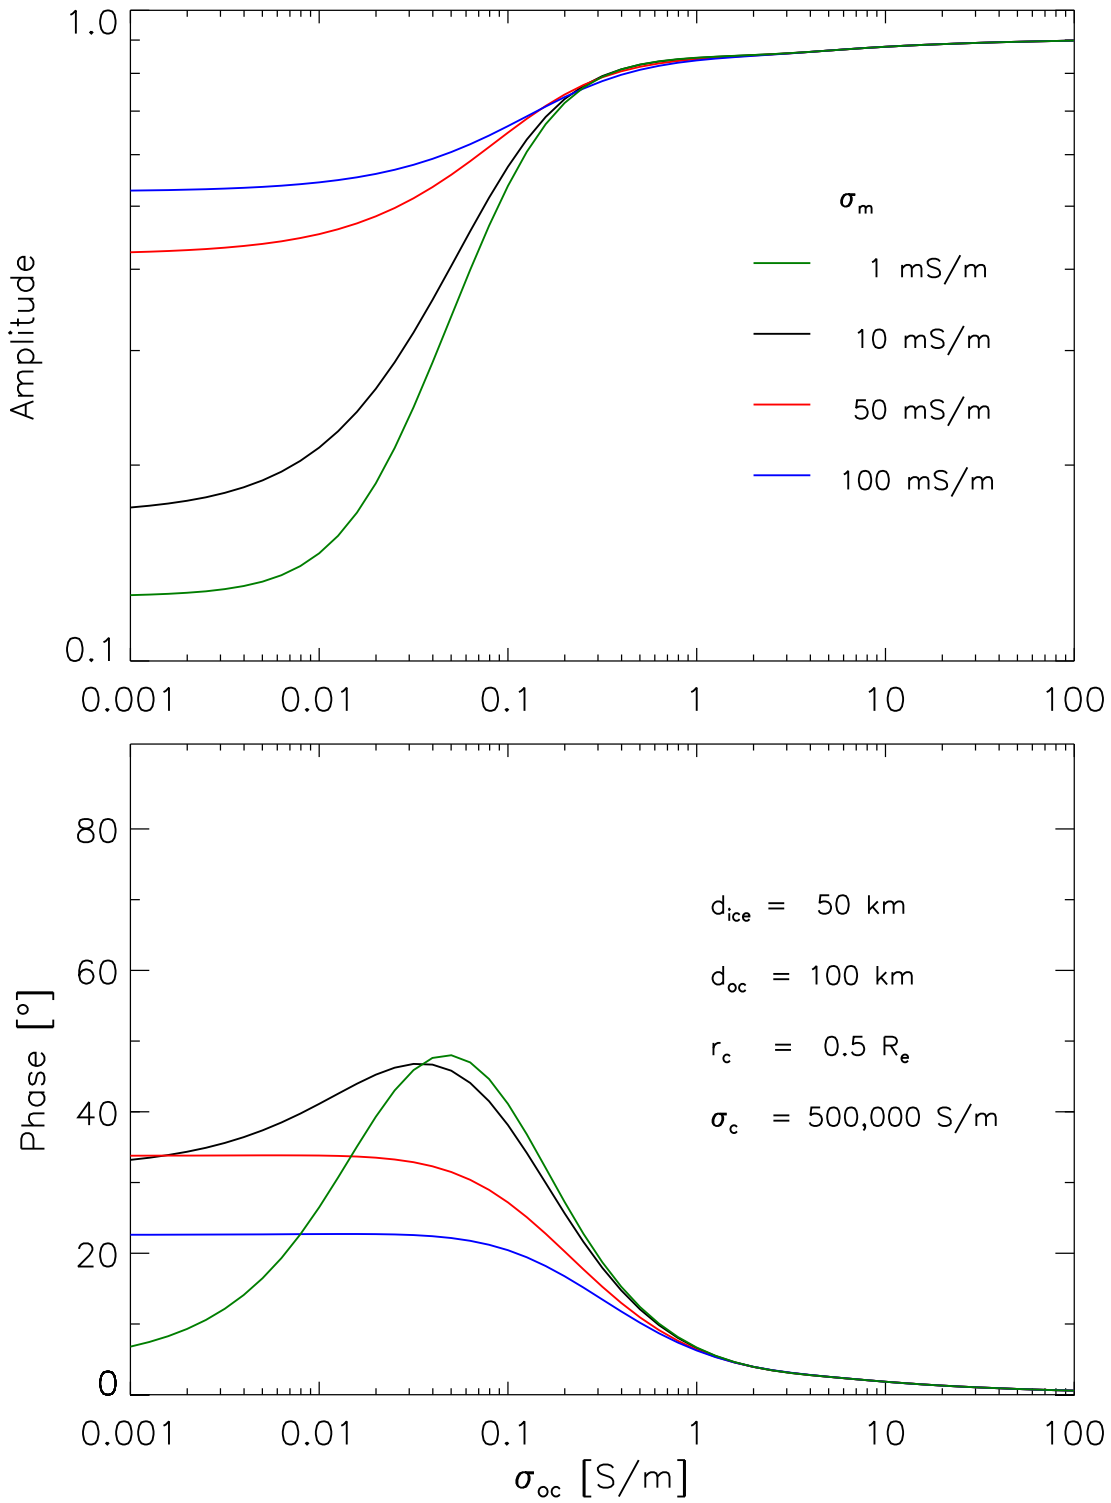 1.0
0.1
Amplitude
σm
1 mS/m
10 mS/m
50 mS/m
100 mS/m
0.001 0.01 0.1 1 10 100
80
60
40
20
0
Phase [°]
dice = 50 km
doc = 100 km
rc = 0.5 Re
σc = 500,000 S/m
0.001 0.01 0.1 1 10 100
σoc [S/m]